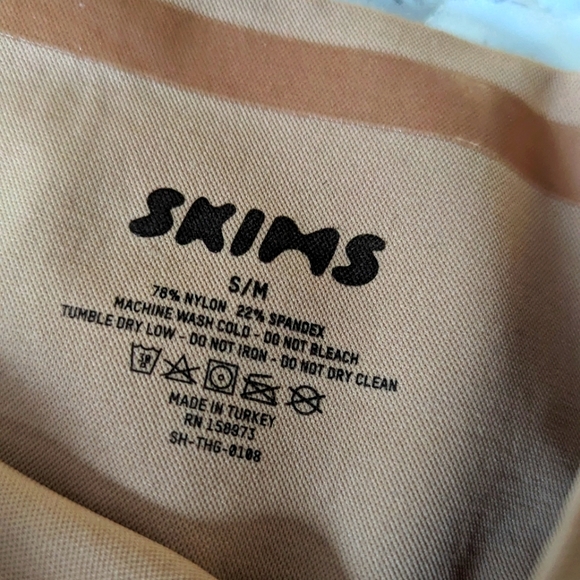 SKIMS
S/M
78% NYLON 22% SPANDEX
MACHINE WASH COLD - DO NOT BLEACH
TUMBLE DRY LOW - DO NOT IRON - DO NOT DRY CLEAN
MADE IN TURKEY
RN 158973
SH-THG-0108